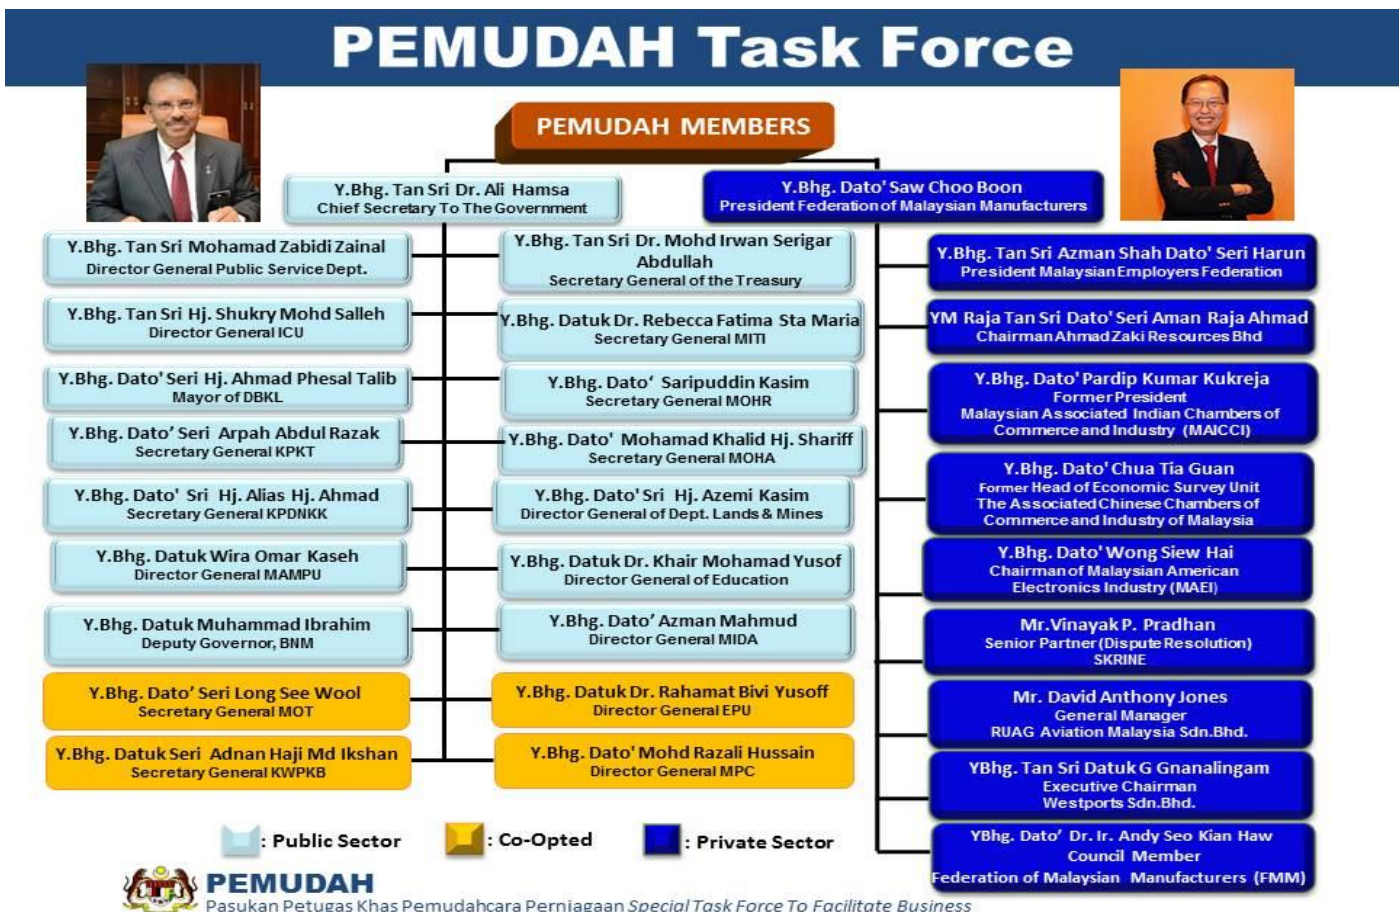 PEMUDAH Task Force
PEMUDAH MEMBERS
Y.Bhg. Tan Sri Dr. Ali Hamsa
Chief Secretary To The Government
Y.Bhg. Dato' Saw Choo Boon
President Federation of Malaysian Manufacturers
Y.Bhg. Tan Sri Mohamad Zabidi Zainal
Director General Public Service Dept.
Y.Bhg. Tan Sri Hj. Shukry Mohd Salleh
Director General ICU
Y.Bhg. Dato' Seri Hj. Ahmad Phesal Talib
Mayor of DBKL
Y.Bhg. Dato' Seri Arpah Abdul Razak
Secretary General KPKT
Y.Bhg. Dato' Sri Hj. Alias Hj. Ahmad
Secretary General KPDNKK
Y.Bhg. Datuk Wira Omar Kaseh
Director General MAMPU
Y.Bhg. Datuk Muhammad Ibrahim
Deputy Governor, BNM
Y.Bhg. Dato' Seri Long See Wool
Secretary General MOT
Y.Bhg. Datuk Seri Adnan Haji Md Ikshan
Secretary General KWPKB
Y.Bhg. Tan Sri Dr. Mohd Irwan Serigar
Abdullah
Secretary General of the Treasury
Y.Bhg. Datuk Dr. Rebecca Fatima Sta Maria
Secretary General MITI
Y.Bhg. Dato' Saripuddin Kasim
Secretary General MOHR
Y.Bhg. Dato' Mohamad Khalid Hj. Shariff
Secretary General MOHA
Y.Bhg. Dato' Sri Hj. Azemi Kasim
Director General of Dept. Lands & Mines
Y.Bhg. Datuk Dr. Khair Mohamad Yusof
Director General of Education
Y.Bhg. Dato' Azman Mahmud
Director General MIDA
Y.Bhg. Datuk Dr. Rahamat Bivi Yusoff
Director General EPU
Y.Bhg. Dato' Mohd Razali Hussain
Director General MPC
Y.Bhg. Tan Sri Azman Shah Dato' Seri Harun
President Malaysian Employers Federation
YM Raja Tan Sri Dato' Seri Aman Raja Ahmad
Chairman Ahmad Zaki Resources Bhd
Y.Bhg. Dato' Pardip Kumar Kukreja
Former President
Malaysian Associated Indian Chambers of
Commerce and Industry (MAICCI)
Y.Bhg. Dato' Chua Tia Guan
Former Head of Economic Survey Unit
The Associated Chinese Chambers of
Commerce and Industry of Malaysia
Y.Bhg. Dato' Wong Siew Hai
Chairman of Malaysian American
Electronics Industry (MAEI)
Mr.Vinayak P. Pradhan
Senior Partner (Dispute Resolution)
SKRINE
Mr. David Anthony Jones
General Manager
RUAG Aviation Malaysia Sdn.Bhd.
YBhg. Tan Sri Datuk G Gnanalingam
Executive Chairman
Westports Sdn.Bhd.
YBhg. Dato' Dr. Ir. Andy Seo Kian Haw
Council Member
Federation of Malaysian Manufacturers (FMM)
: Public Sector
: Co-Opted
: Private Sector
PEMUDAH
Pasukan Petugas Khas Pemudahcara Perniagaan Special Task Force To Facilitate Business